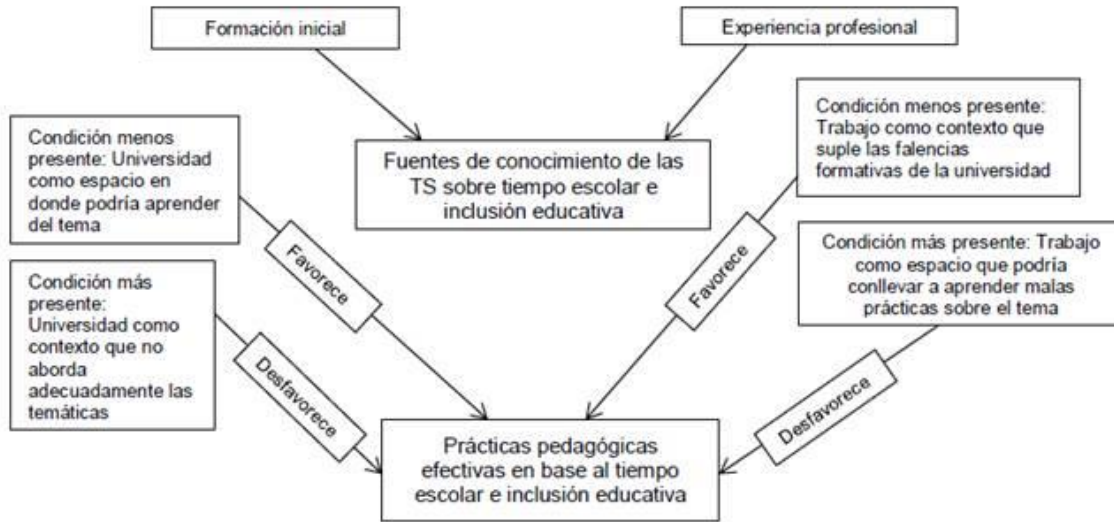 Formación inicial
Experiencia profesional
Condición menos
presente: Universidad
como espacio en
donde podría aprender
del tema
Fuentes de conocimiento de las
TS sobre tiempo escolar e
inclusión educativa
Condición menos presente:
Trabajo como contexto que
suple las falencias
formativas de la universidad
Favorece
Favorece
Condición más
presente:
Universidad como
contexto que no
aborda
adecuadamente las
temáticas
Condición más presente: Trabajo
como espacio que podría
conllevar a aprender malas
prácticas sobre el tema
Desfavorece
Desfavorece
Prácticas pedagógicas
efectivas en base al tiempo
escolar e inclusión educativa